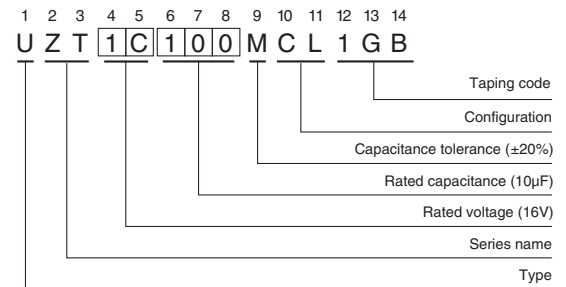 1 2 3 4 5 6 7 8 9 10 11 12 13 14
U Z T 1 C 1 0 0 M C L 1 G B
Taping code
Configuration
Capacitance tolerance (±20%)
Rated capacitance (10µF)
Rated voltage (16V)
Series name
Type